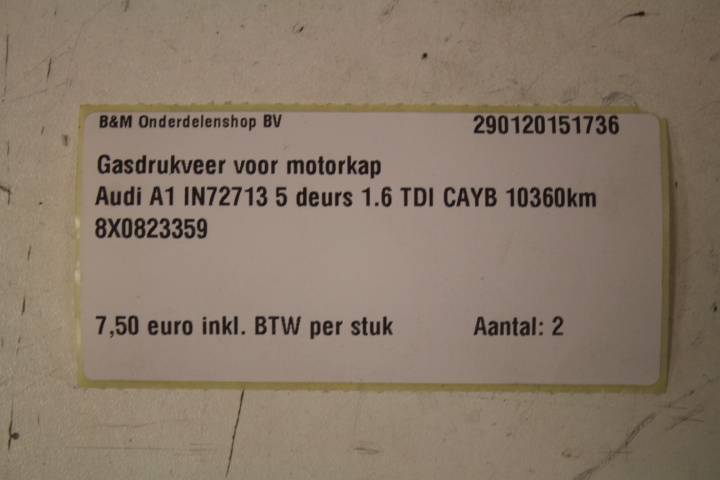 B&M Onderdelenshop BV 290120151736
Gasdrukveer voor motorkap
Audi A1 IN72713 5 deurs 1.6 TDI CAYB 10360km
8X0823359
7,50 euro inkl. BTW per stuk Aantal: 2